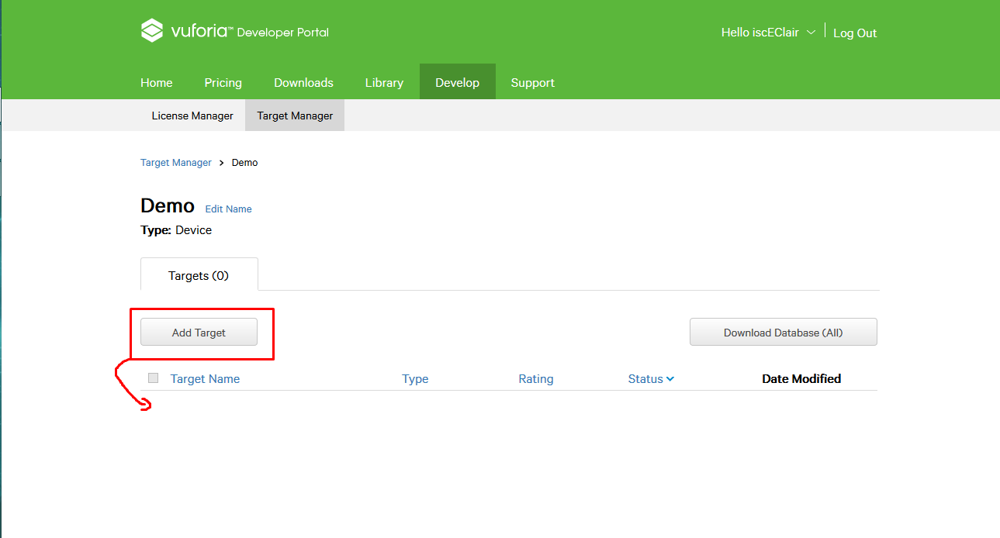 vuforia™ Developer Portal
Hello iscEClair Log Out
Home Pricing Downloads Library Develop Support
License Manager Target Manager
Target Manager > Demo
Demo Edit Name
Type: Device
Targets (0)
Add Target Download Database (All)
Target Name Type Rating Status Date Modified